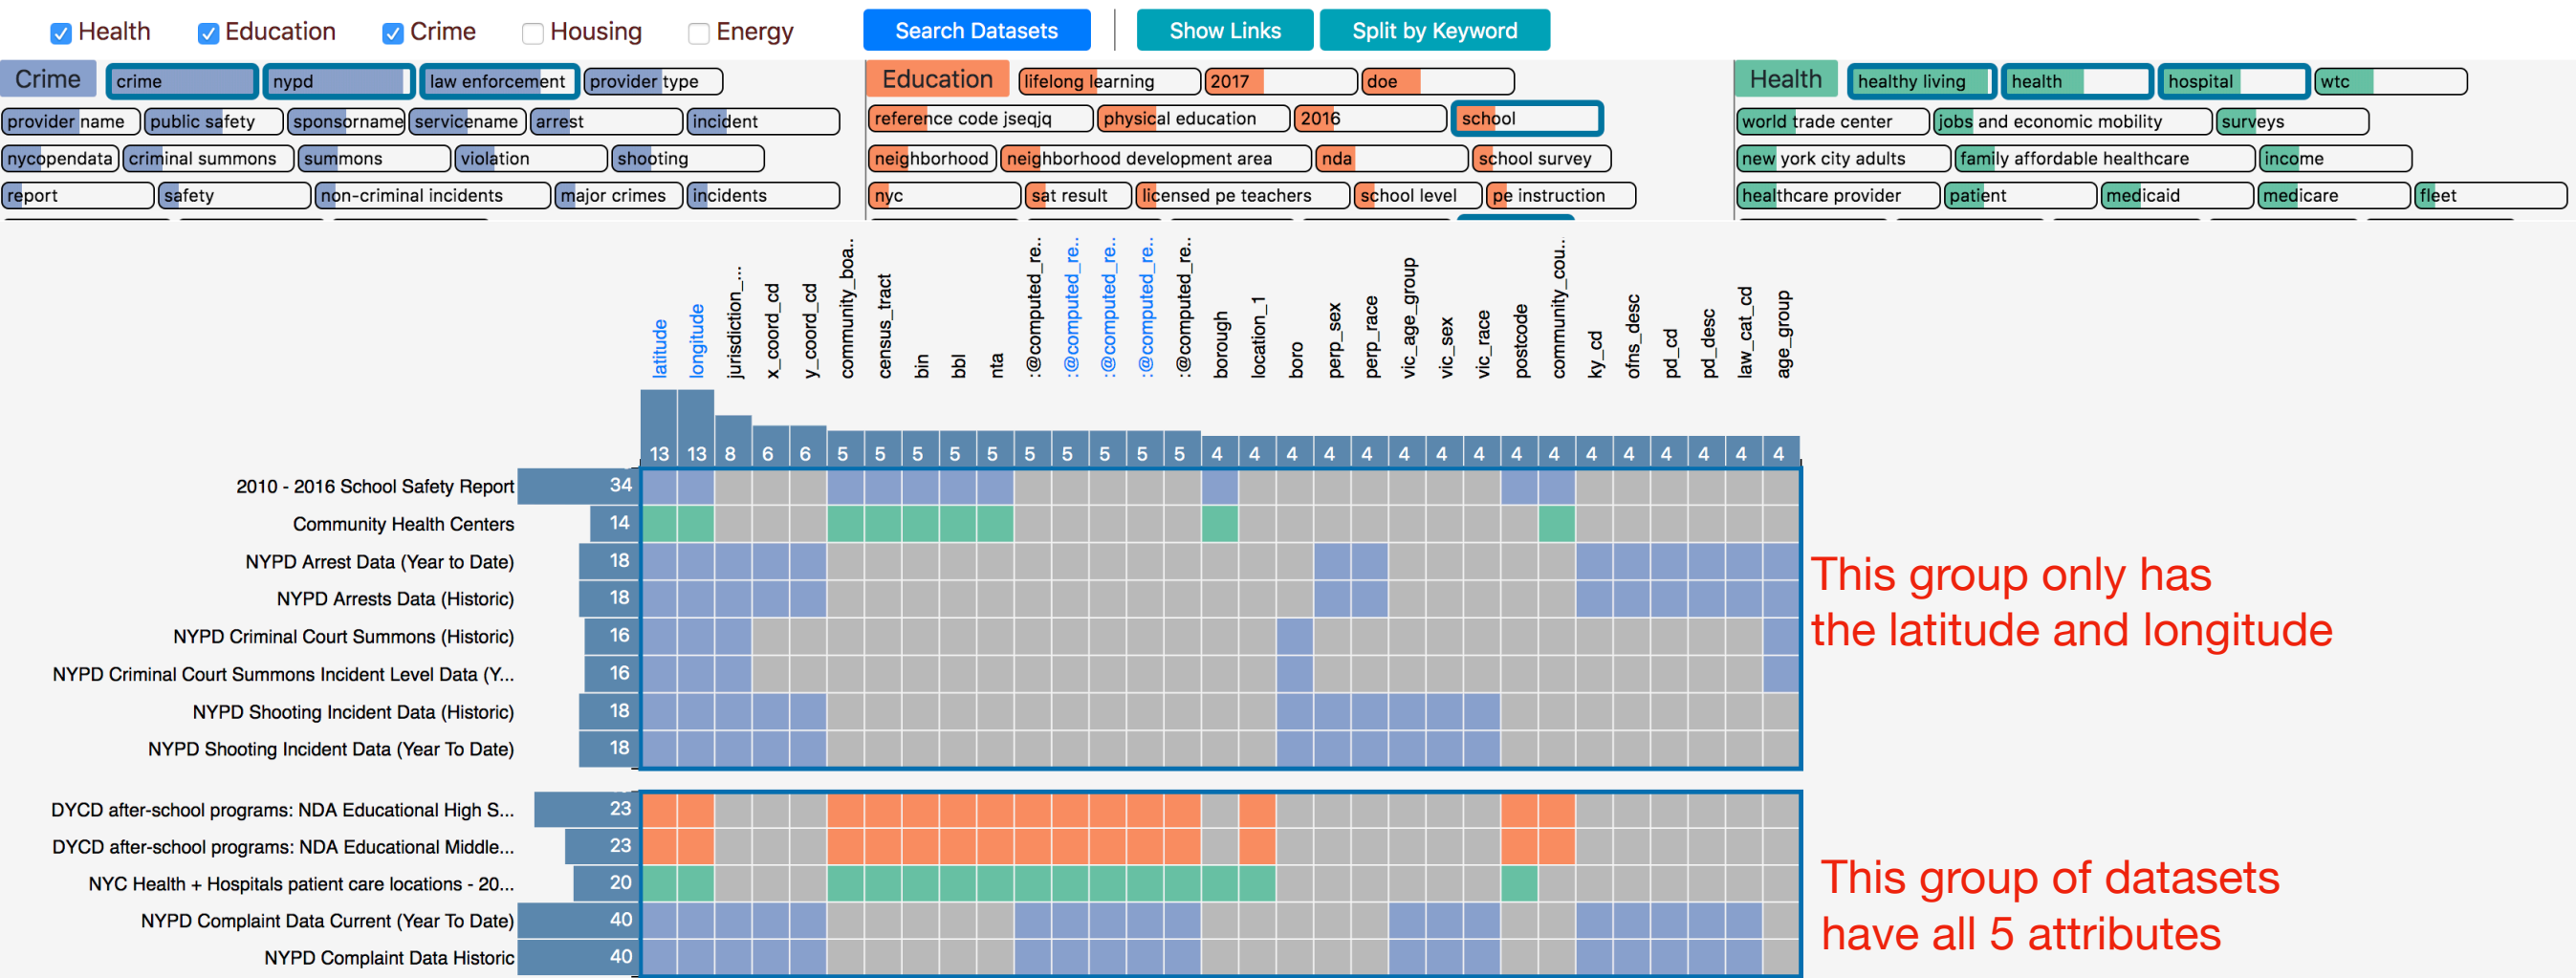 Health Education Crime Housing Energy Search Datasets Show Links Split by Keyword
Crime crime nypd law enforcement provider type
provider name public safety sponsorname servicename arrest incident
nycopendata criminal summons summons violation shooting
report safety non-criminal incidents major crimes incidents
Education lifelong learning 2017 doe
reference code jseqjq physical education 2016 school
neighborhood neighborhood development area nda school survey
nyc sat result licensed pe teachers school level pe instruction
Health healthy living health hospital wtc
world trade center jobs and economic mobility surveys
new york city adults family affordable healthcare income
healthcare provider patient medicaid medicare fleet
latitude
longitude
jurisdiction_...
x_coord_cd
y_coord_cd
community_boa..
census_tract
bin
bbl
nta
:@computed_re..
:@computed_re..
:@computed_re..
:@computed_re..
:@computed_re..
borough
location_1
boro
perp_sex
perp_race
vic_age_group
vic_sex
vic_race
postcode
community_cou..
ky_cd
ofns_desc
pd_cd
pd_desc
law_cat_cd
age_group
13 13 8 6 6 5 5 5 5 5 5 5 5 5 5 4 4 4 4 4 4 4 4 4 4 4 4 4 4 4 4
2010 - 2016 School Safety Report 34
Community Health Centers 14
NYPD Arrest Data (Year to Date) 18
NYPD Arrests Data (Historic) 18
NYPD Criminal Court Summons (Historic) 16
NYPD Criminal Court Summons Incident Level Data (Y... 16
NYPD Shooting Incident Data (Historic) 18
NYPD Shooting Incident Data (Year To Date) 18
This group only has
the latitude and longitude
DYCD after-school programs: NDA Educational High S... 23
DYCD after-school programs: NDA Educational Middle... 23
NYC Health + Hospitals patient care locations - 20... 20
NYPD Complaint Data Current (Year To Date) 40
NYPD Complaint Data Historic 40
This group of datasets
have all 5 attributes